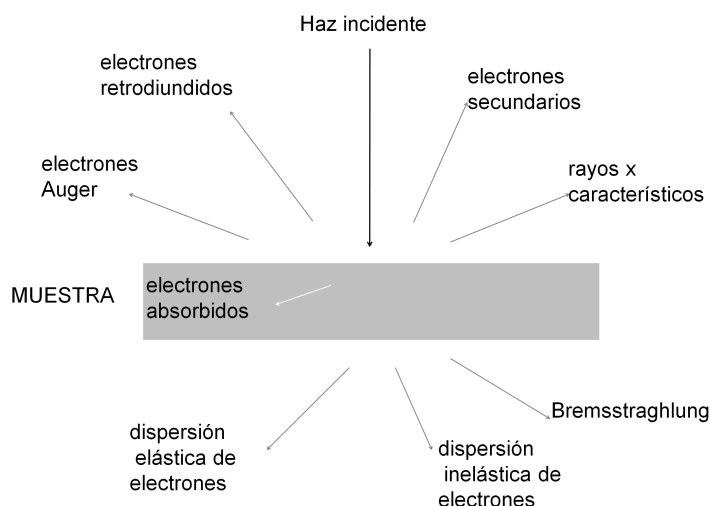 Haz incidente
electrones
retrodiundidos
electrones
secundarios
electrones
Auger
rayos x
característicos
MUESTRA
electrones
absorbidos
dispersión
elástica de
electrones
dispersión
inelástica de
electrones
Bremsstraghlung